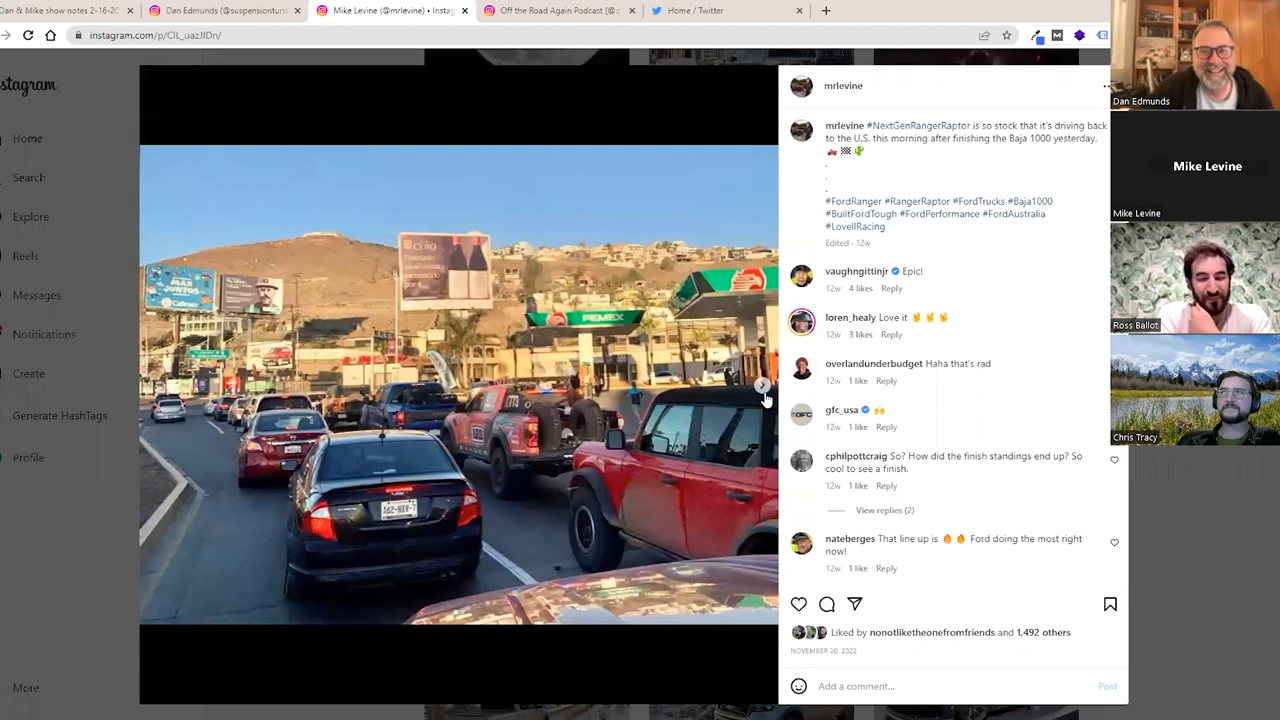 Dan & Mike show notes 2-16-20
Dan Edmunds (@suspensiontun
Mike Levine (@mrlevine) • Instag
Off the Road Again Podcast (@o
Home / Twitter
instagram.com/p/ClL_uazJIDn/
stagram
Home
Search
Explore
Reels
Messages
Notifications
Create
Generate HashTags
Profile
More
PEMEX
773
mrlevine
mrlevine #NextGenRangerRaptor is so stock that it's driving back
to the U.S. this morning after finishing the Baja 1000 yesterday.
.
.
.
#FordRanger #RangerRaptor #FordTrucks #Baja1000
#BuiltFordTough #FordPerformance #FordAustralia
#LovellRacing
Edited · 12w
vaughngittinjr Epic!
12w 4 likes Reply
loren_healy Love it 🤘 🤘 🤘
12w 3 likes Reply
overlandunderbudget Haha that's rad
12w 1 like Reply
gfc_usa 🙌
12w 1 like Reply
cphilpottcraig So? How did the finish standings end up? So
cool to see a finish.
12w 1 like Reply
View replies (2)
nateberges That line up is 🔥 🔥 Ford doing the most right
now!
12w 1 like Reply
Liked by nonotliketheonefromfriends and 1,492 others
NOVEMBER 20, 2022
Add a comment...
Post
Dan Edmunds
Mike Levine
Mike Levine
Ross Ballot
Chris Tracy